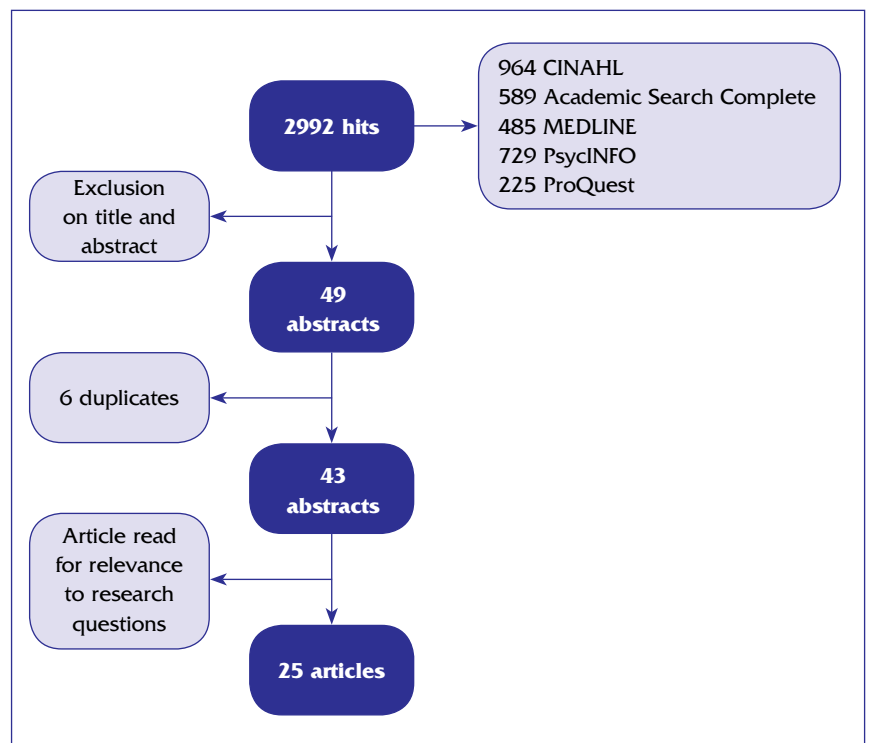 2992 hits
964 CINAHL
589 Academic Search Complete
485 MEDLINE
729 PsycINFO
225 ProQuest
Exclusion
on title and
abstract
49
abstracts
6 duplicates
43
abstracts
Article read
for relevance
to research
questions
25 articles